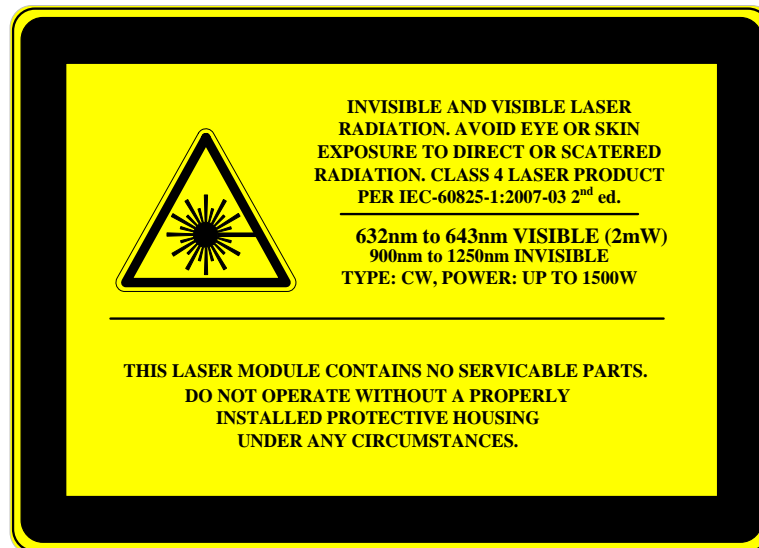 INVISIBLE AND VISIBLE LASER
RADIATION. AVOID EYE OR SKIN
EXPOSURE TO DIRECT OR SCATERED
RADIATION. CLASS 4 LASER PRODUCT
PER IEC-60825-1:2007-03 2nd ed.
632nm to 643nm VISIBLE (2mW)
900nm to 1250nm INVISIBLE
TYPE: CW, POWER: UP TO 1500W
THIS LASER MODULE CONTAINS NO SERVICABLE PARTS.
DO NOT OPERATE WITHOUT A PROPERLY
INSTALLED PROTECTIVE HOUSING
UNDER ANY CIRCUMSTANCES.